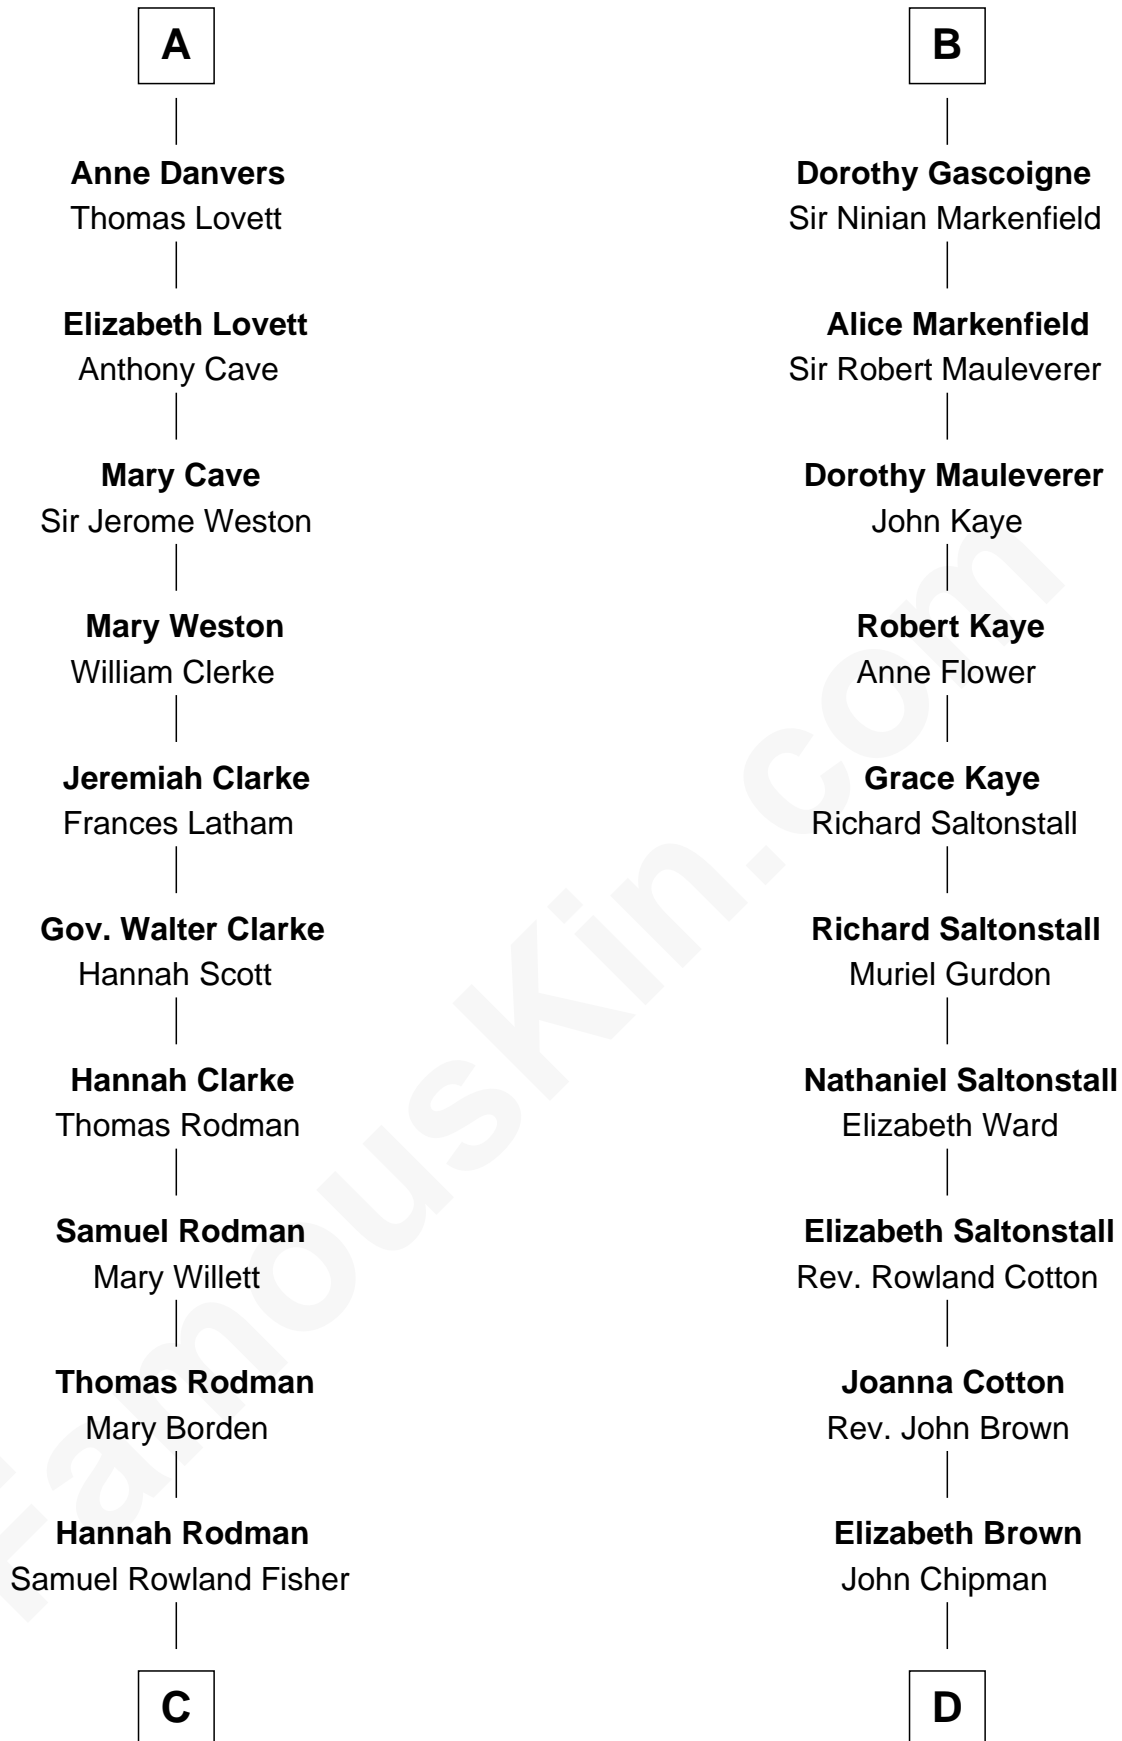 A
Anne Danvers
Thomas Lovett
Elizabeth Lovett
Anthony Cave
Mary Cave
Sir Jerome Weston
Mary Weston
William Clerke
Jeremiah Clarke
Frances Latham
Gov. Walter Clarke
Hannah Scott
Hannah Clarke
Thomas Rodman
Samuel Rodman
Mary Willett
Thomas Rodman
Mary Borden
Hannah Rodman
Samuel Rowland Fisher
C
B
Dorothy Gascoigne
Sir Ninian Markenfield
Alice Markenfield
Sir Robert Mauleverer
Dorothy Mauleverer
John Kaye
Robert Kaye
Anne Flower
Grace Kaye
Richard Saltonstall
Richard Saltonstall
Muriel Gurdon
Nathaniel Saltonstall
Elizabeth Ward
Elizabeth Saltonstall
Rev. Rowland Cotton
Joanna Cotton
Rev. John Brown
Elizabeth Brown
John Chipman
D
FamousKin.com